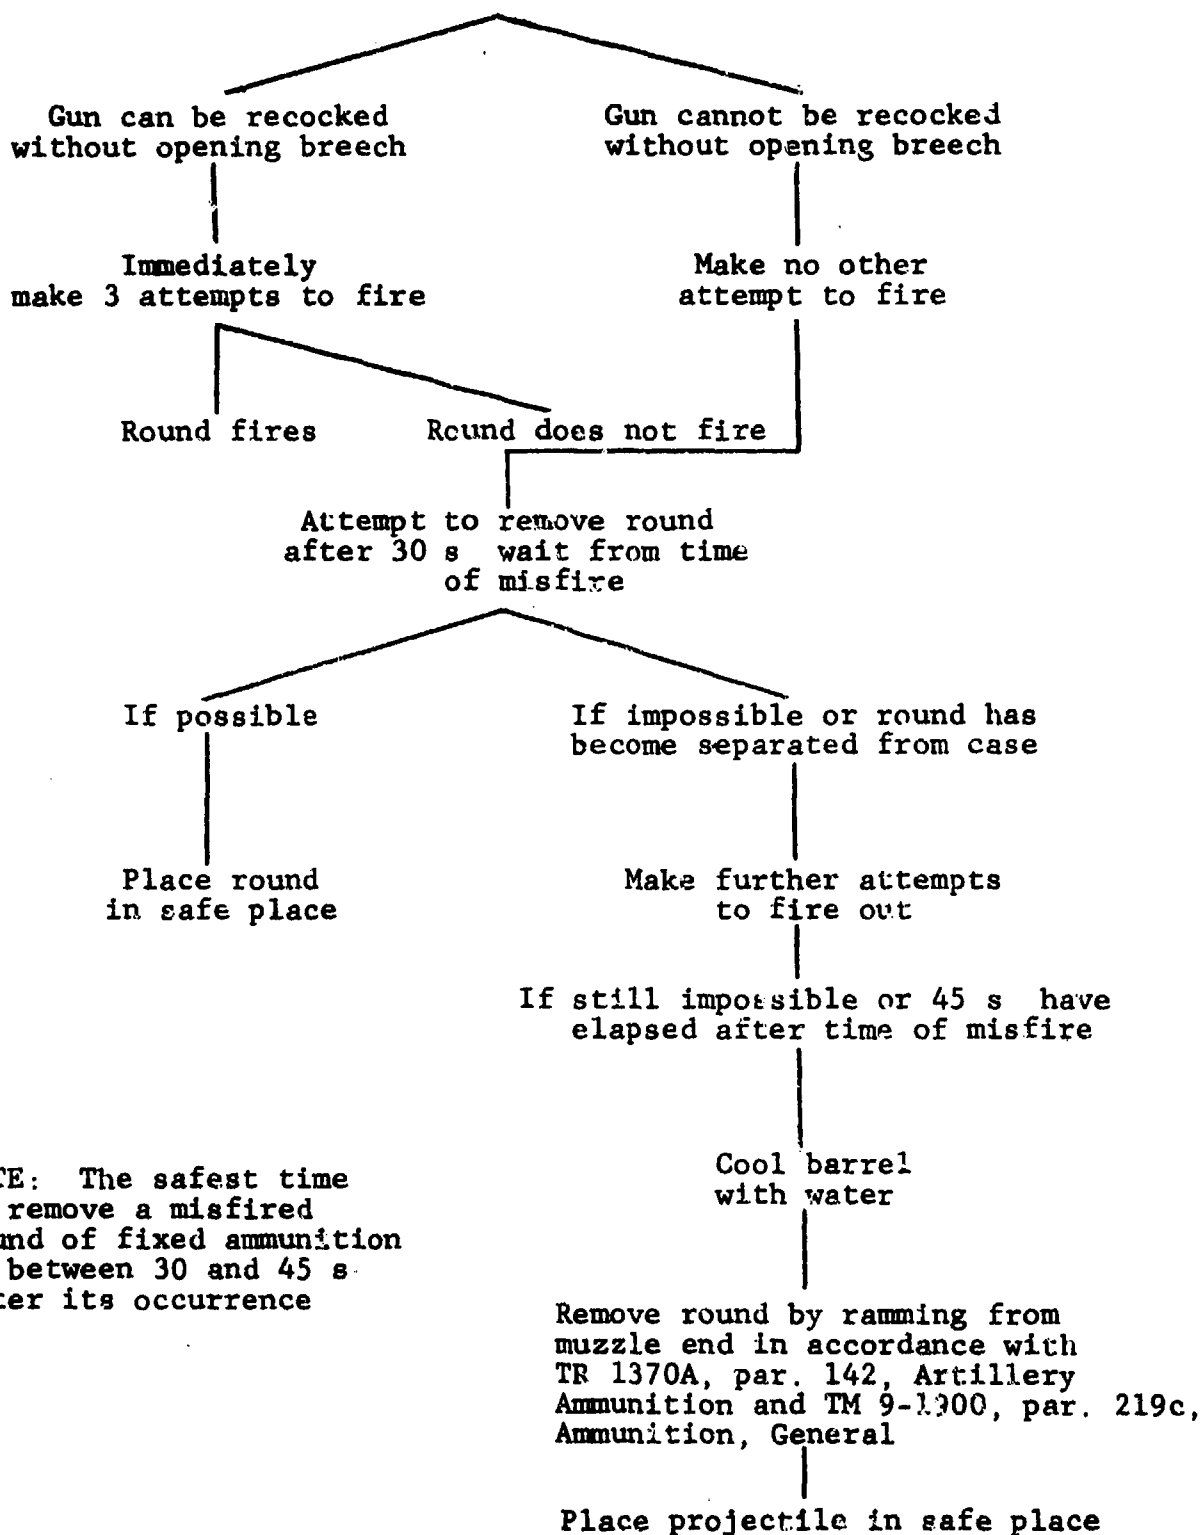 Gun can be recocked
without opening breech
Gun cannot be recocked
without opening breech
Immediately
make 3 attempts to fire
Make no other
attempt to fire
Round fires
Round does not fire
Attempt to remove round
after 30 s wait from time
of misfire
If possible
If impossible or round has
become separated from case
Place round
in safe place
Make further attempts
to fire out
If still impossible or 45 s have
elapsed after time of misfire
Cool barrel
with water
TE: The safest time
remove a misfired
und of fixed ammunition
between 30 and 45 s
ter its occurrence
Remove round by ramming from
muzzle end in accordance with
TR 1370A, par. 142, Artillery
Ammunition and TM 9-1900, par. 219c,
Ammunition, General
Place projectile in safe place